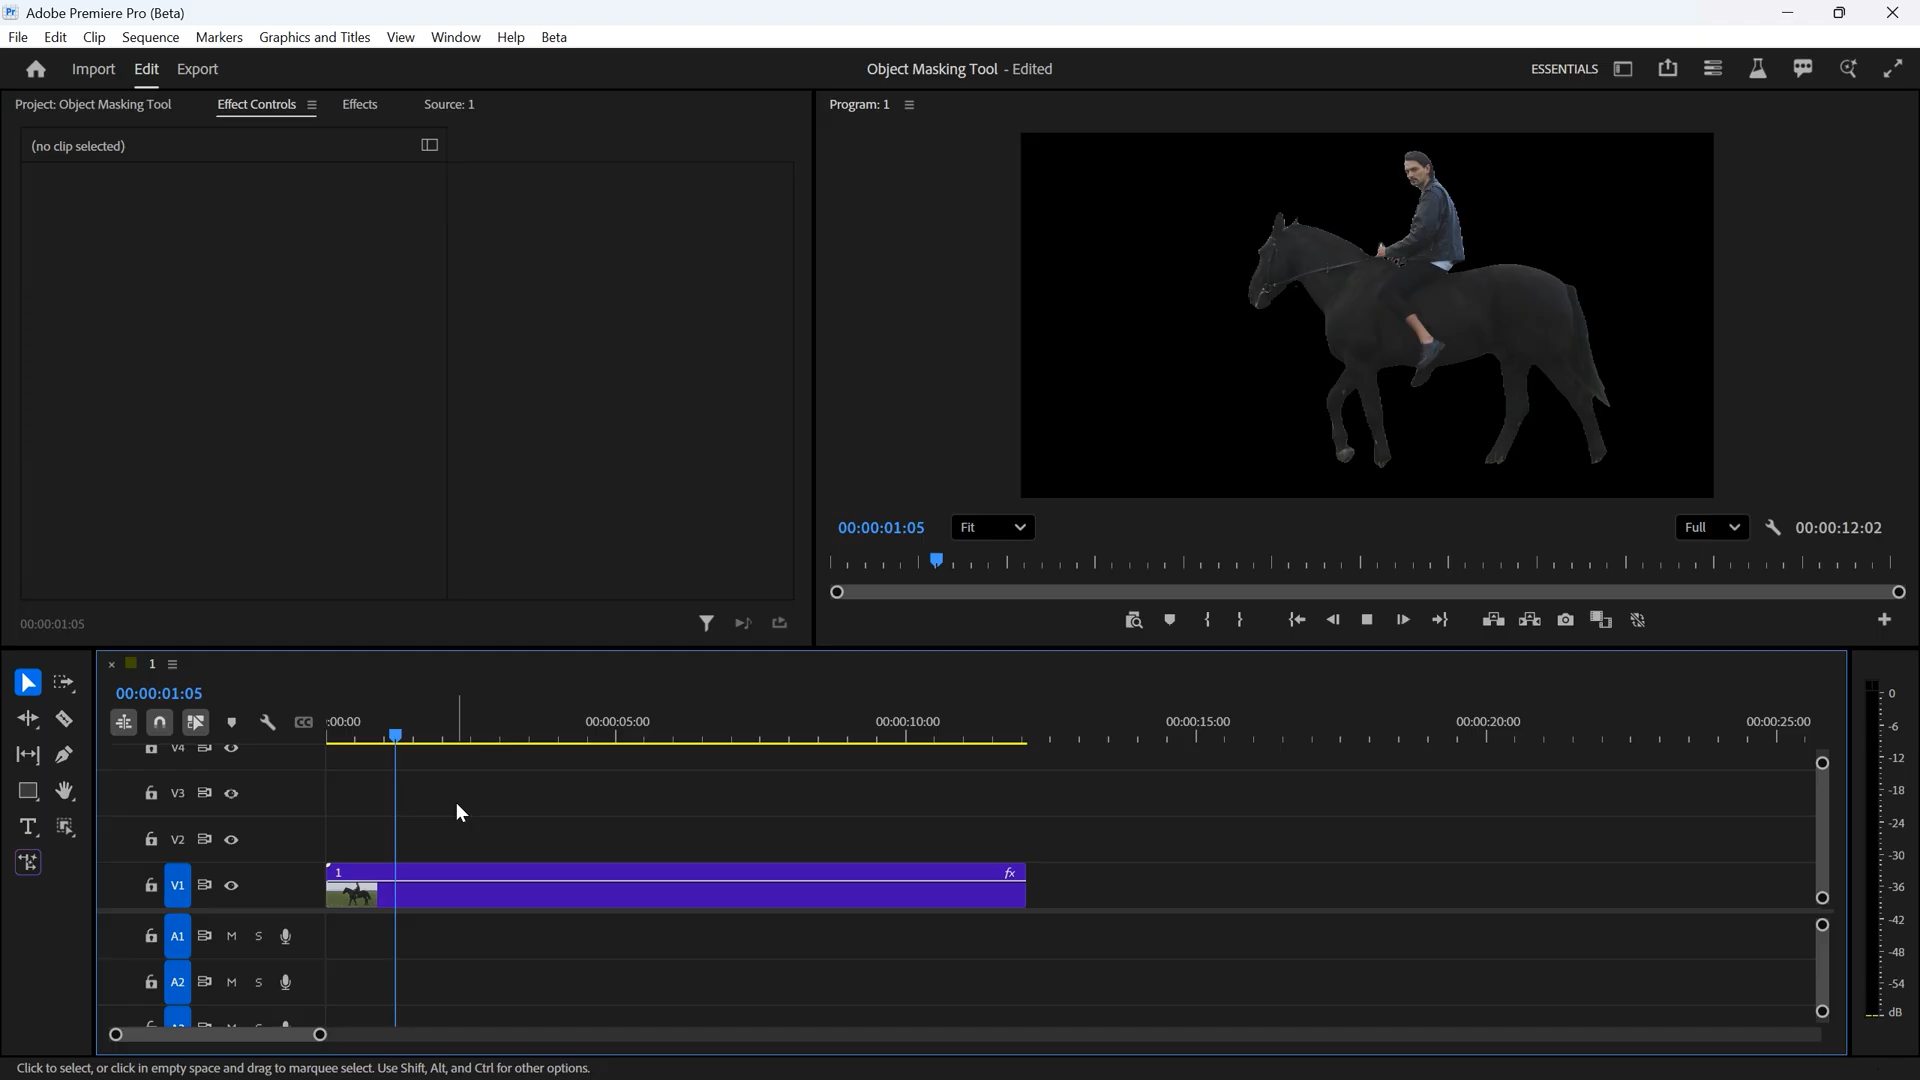 Pr Adobe Premiere Pro (Beta)
File Edit Clip Sequence Markers Graphics and Titles View Window Help Beta
Import Edit Export
Object Masking Tool - Edited
ESSENTIALS
Project: Object Masking Tool Effect Controls Effects Source: 1
Program: 1
(no clip selected)
00:00:01:05 Fit Full 00:00:12:02
00:00:01:05
× 1
00:00:01:05
CC :00:00 00:00:05:00 00:00:10:00 00:00:15:00 00:00:20:00 00:00:25:00
V4
V3
V2
V1 1 fx
A1 M S
A2 M S
A3 M S
0
-6
-12
-18
-24
-30
-36
-42
-48
-54
dB
Click to select, or click in empty space and drag to marquee select. Use Shift, Alt, and Ctrl for other options.